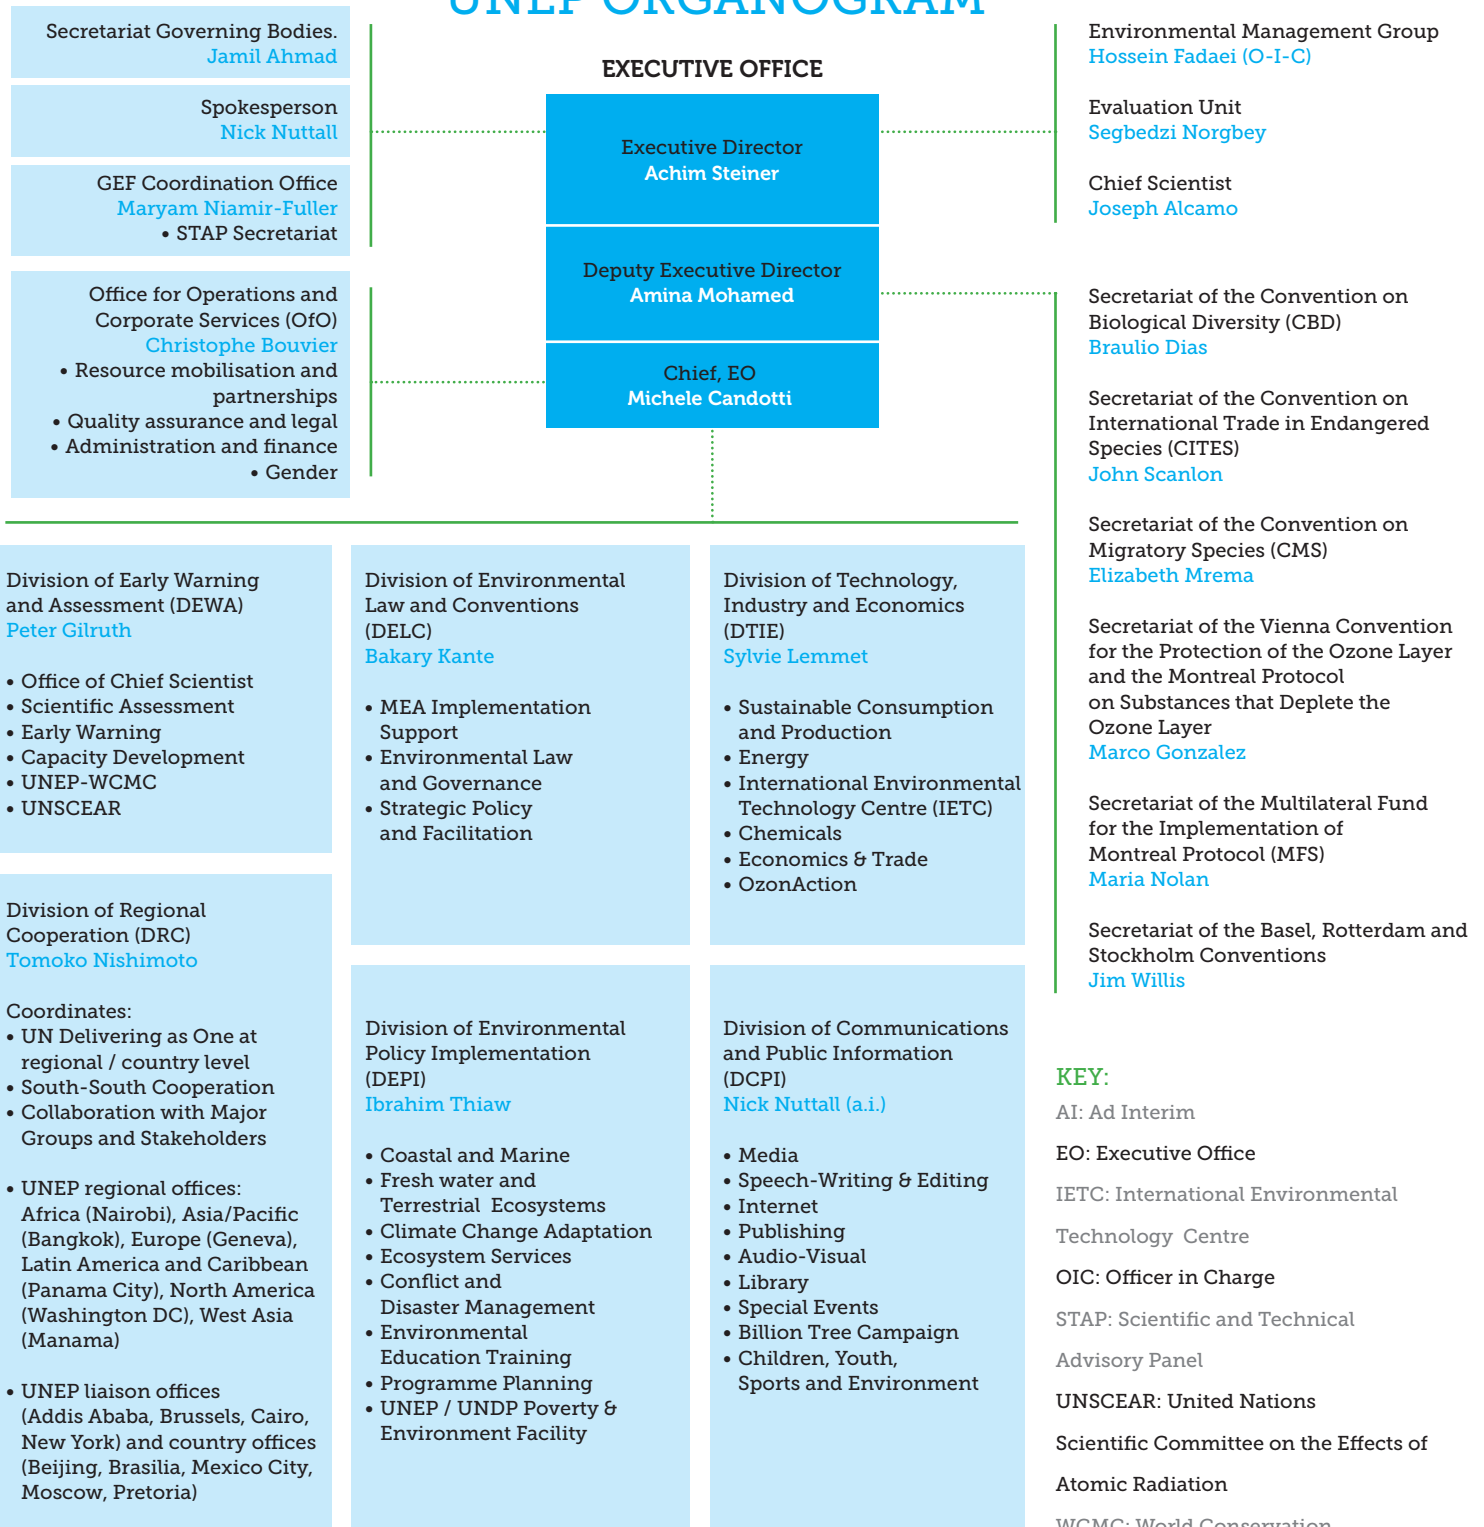 UNEP ORGANOGRAM
Secretariat Governing Bodies.
Jamil Ahmad
Spokesperson
Nick Nuttall
GEF Coordination Office
Maryam Niamir-Fuller
• STAP Secretariat
Office for Operations and
Corporate Services (OfO)
Christophe Bouvier
• Resource mobilisation and
partnerships
• Quality assurance and legal
• Administration and finance
• Gender
EXECUTIVE OFFICE
Executive Director
Achim Steiner
Deputy Executive Director
Amina Mohamed
Chief, EO
Michele Candotti
Environmental Management Group
Hossein Fadaei (O-I-C)
Evaluation Unit
Segbedzi Norgbey
Chief Scientist
Joseph Alcamo
Secretariat of the Convention on
Biological Diversity (CBD)
Braulio Dias
Secretariat of the Convention on
International Trade in Endangered
Species (CITES)
John Scanlon
Secretariat of the Convention on
Migratory Species (CMS)
Elizabeth Mrema
Secretariat of the Vienna Convention
for the Protection of the Ozone Layer
and the Montreal Protocol
on Substances that Deplete the
Ozone Layer
Marco Gonzalez
Secretariat of the Multilateral Fund
for the Implementation of
Montreal Protocol (MFS)
Maria Nolan
Secretariat of the Basel, Rotterdam and
Stockholm Conventions
Jim Willis
Division of Early Warning
and Assessment (DEWA)
Peter Gilruth
• Office of Chief Scientist
• Scientific Assessment
• Early Warning
• Capacity Development
• UNEP-WCMC
• UNSCEAR
Division of Environmental
Law and Conventions
(DELC)
Bakary Kante
• MEA Implementation
Support
• Environmental Law
and Governance
• Strategic Policy
and Facilitation
Division of Technology,
Industry and Economics
(DTIE)
Sylvie Lemmet
• Sustainable Consumption
and Production
• Energy
• International Environmental
Technology Centre (IETC)
• Chemicals
• Economics & Trade
• OzonAction
Division of Regional
Cooperation (DRC)
Tomoko Nishimoto
Coordinates:
• UN Delivering as One at
regional / country level
• South-South Cooperation
• Collaboration with Major
Groups and Stakeholders
• UNEP regional offices:
Africa (Nairobi), Asia/Pacific
(Bangkok), Europe (Geneva),
Latin America and Caribbean
(Panama City), North America
(Washington DC), West Asia
(Manama)
• UNEP liaison offices
(Addis Ababa, Brussels, Cairo,
New York) and country offices
(Beijing, Brasilia, Mexico City,
Moscow, Pretoria)
Division of Environmental
Policy Implementation
(DEPI)
Ibrahim Thiaw
• Coastal and Marine
• Fresh water and
Terrestrial Ecosystems
• Climate Change Adaptation
• Ecosystem Services
• Conflict and
Disaster Management
• Environmental
Education Training
• Programme Planning
• UNEP / UNDP Poverty &
Environment Facility
Division of Communications
and Public Information
(DCPI)
Nick Nuttall (a.i.)
• Media
• Speech-Writing & Editing
• Internet
• Publishing
• Audio-Visual
• Library
• Special Events
• Billion Tree Campaign
• Children, Youth,
Sports and Environment
KEY:
AI: Ad Interim
EO: Executive Office
IETC: International Environmental
Technology Centre
OIC: Officer in Charge
STAP: Scientific and Technical
Advisory Panel
UNSCEAR: United Nations
Scientific Committee on the Effects of
Atomic Radiation
WCMC: World Conservation